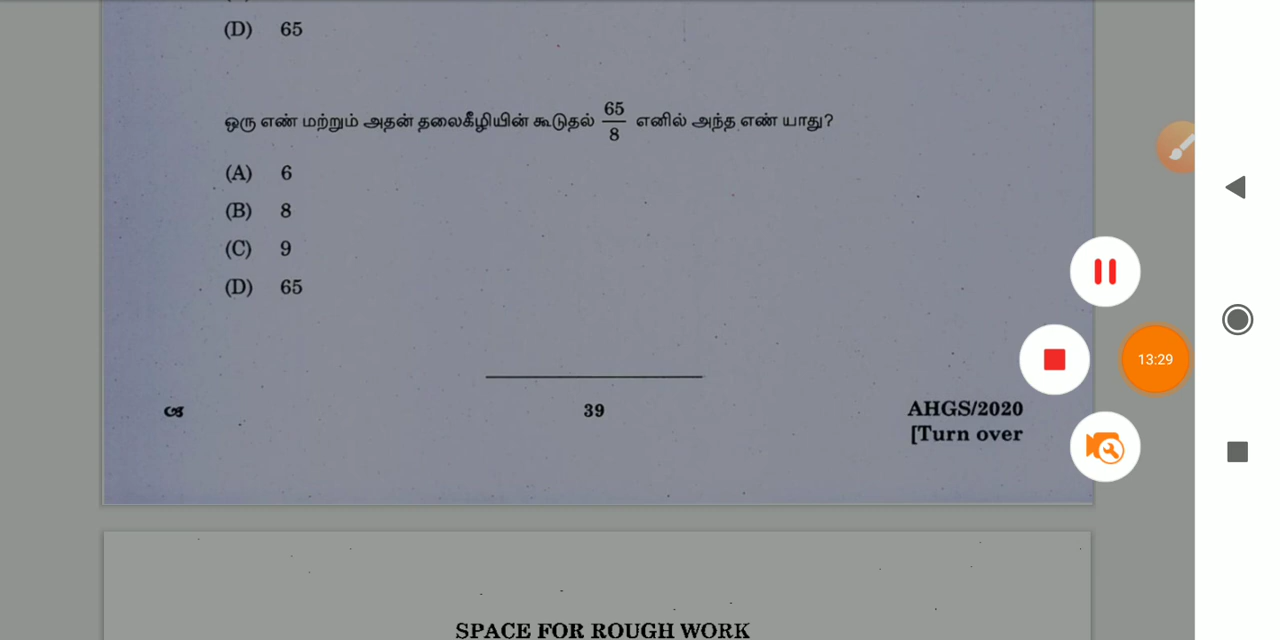 (D) 65
ஒரு எண் மற்றும் அதன் தலைகீழியின் கூடுதல் 65/8 எனில் அந்த எண் யாது?
(A) 6
(B) 8
(C) 9
(D) 65
13:29
39
AHGS/2020
[Turn over
SPACE FOR ROUGH WORK